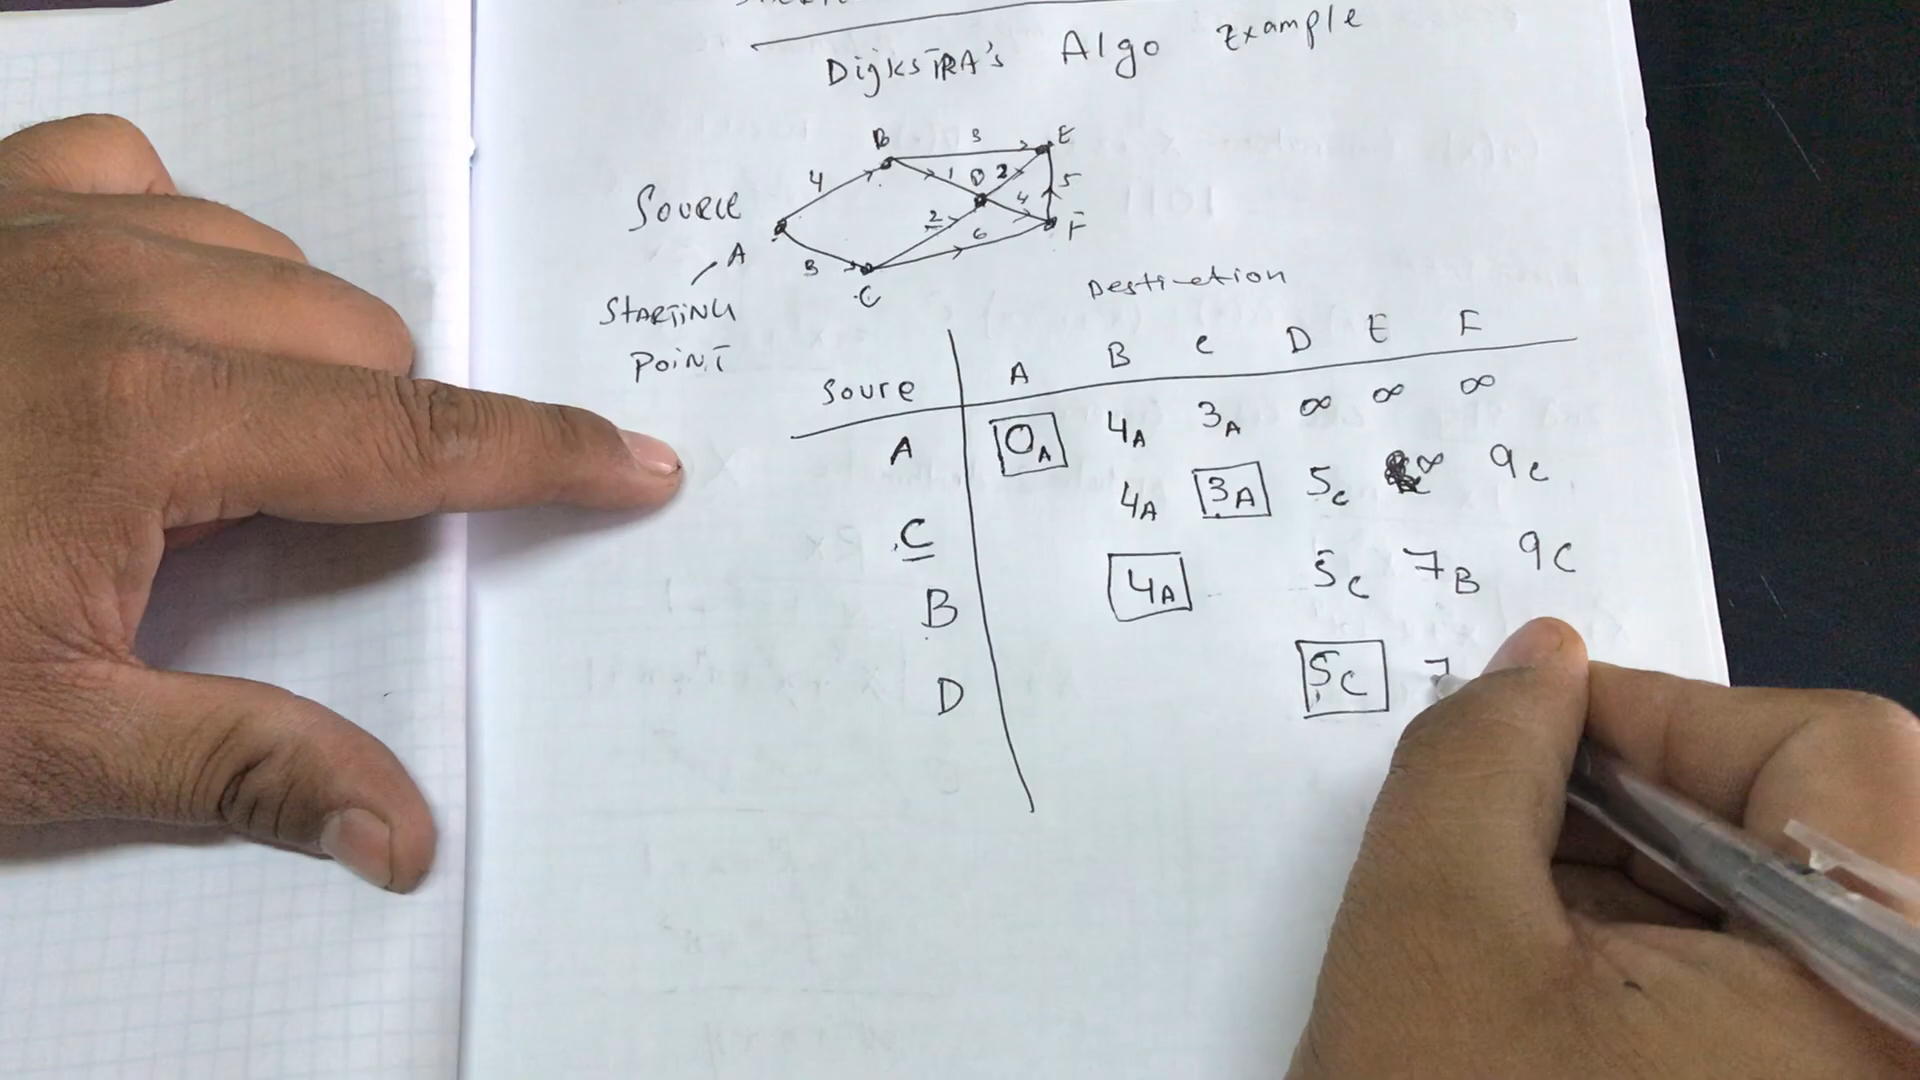 DijkSTRA's Algo Example
B 3 E
4 1 D 2
Source 4 5
2 6 F
A 3
C
STARTING
POINT
Destination
Soure A B C D E F
A 0A 4A 3A ∞ ∞ ∞
C 4A 3A 5C ∞ 9C
B 4A 5C 7B 9C
D 5C 7